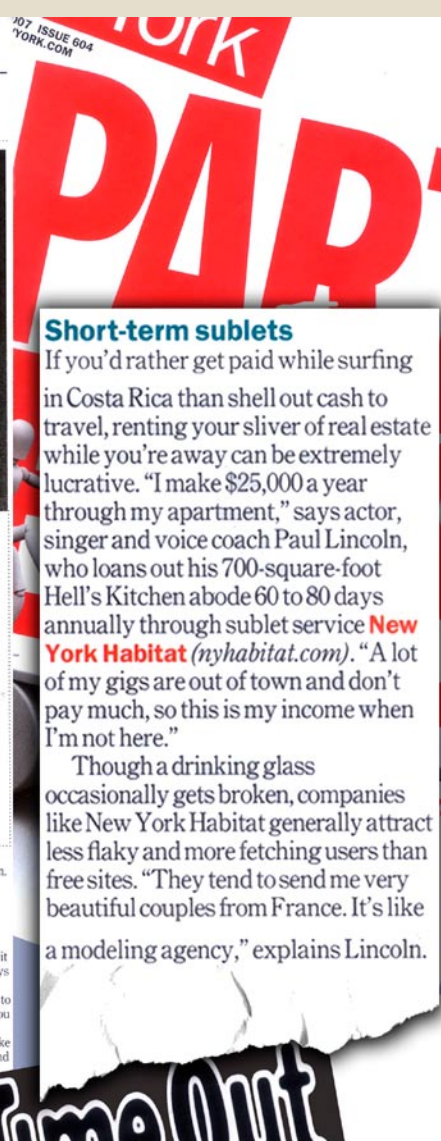 007 ISSUE 604
YORK.COM
York
PART
Short-term sublets
If you'd rather get paid while surfing
in Costa Rica than shell out cash to
travel, renting your sliver of real estate
while you're away can be extremely
lucrative. “I make $25,000 a year
through my apartment,” says actor,
singer and voice coach Paul Lincoln,
who loans out his 700-square-foot
Hell's Kitchen abode 60 to 80 days
annually through sublet service New
York Habitat (nyhabitat.com). “A lot
of my gigs are out of town and don't
pay much, so this is my income when
I'm not here.”
Though a drinking glass
occasionally gets broken, companies
like New York Habitat generally attract
less flaky and more fetching users than
free sites. “They tend to send me very
beautiful couples from France. It's like
a modeling agency,” explains Lincoln.
it
to
Time Out